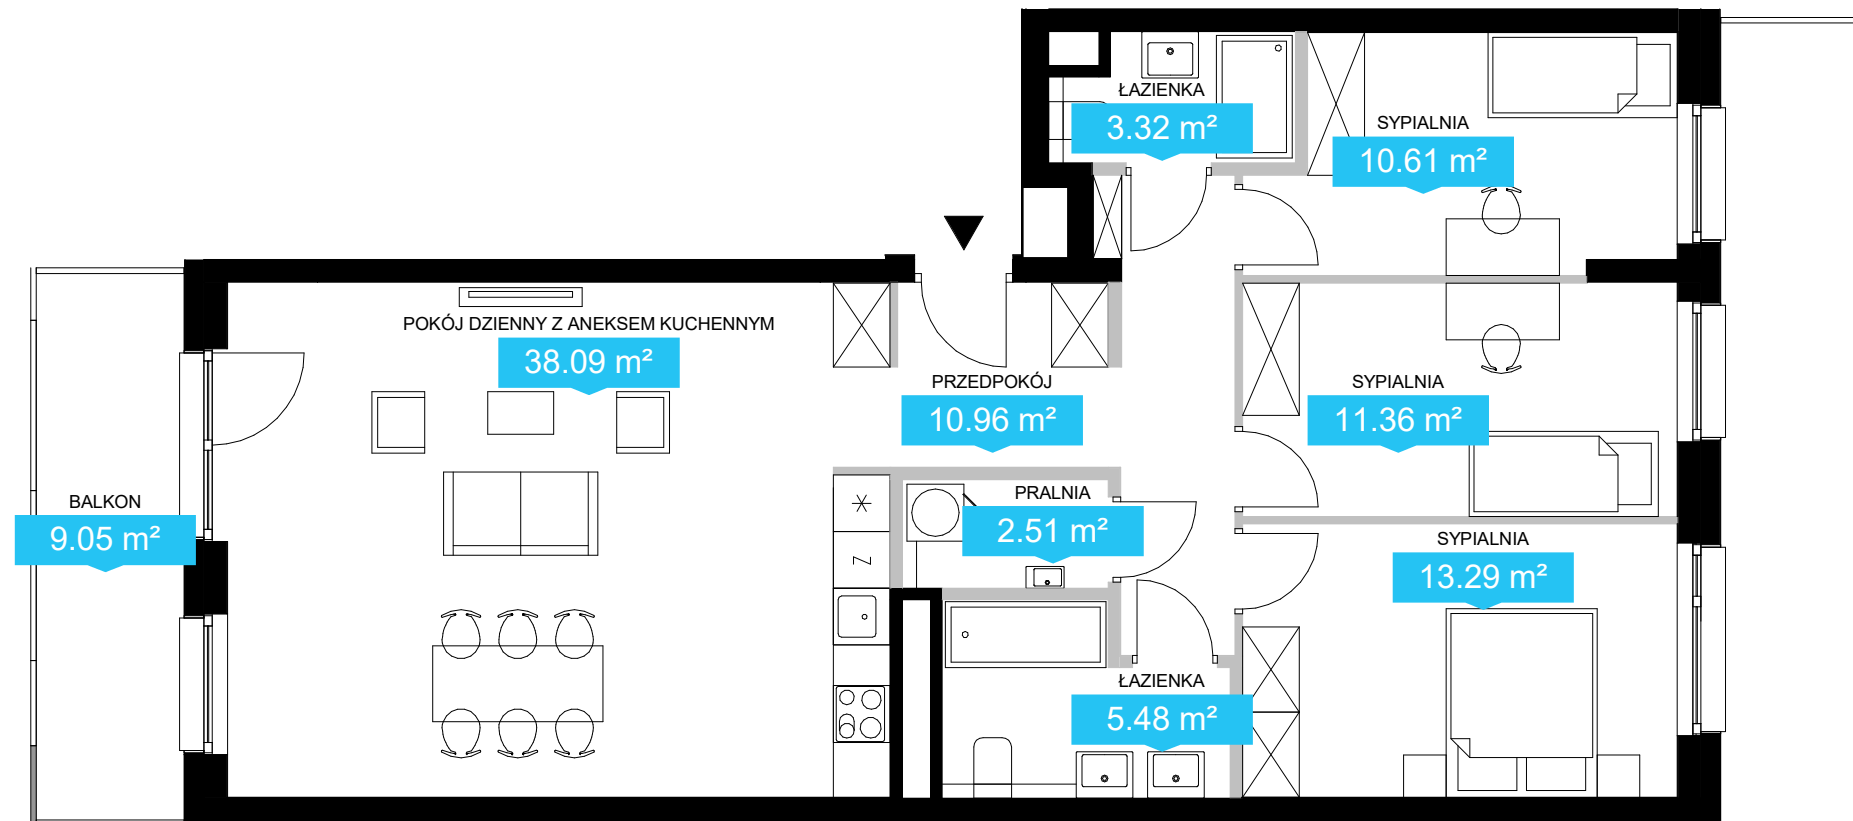 ŁAZIENKA
3.32 m²
SYPIALNIA
10.61 m²
POKÓJ DZIENNY Z ANEKSEM KUCHENNYM
38.09 m²
PRZEDPOKÓJ
10.96 m²
SYPIALNIA
11.36 m²
BALKON
9.05 m²
PRALNIA
2.51 m²
Z
SYPIALNIA
13.29 m²
ŁAZIENKA
5.48 m²